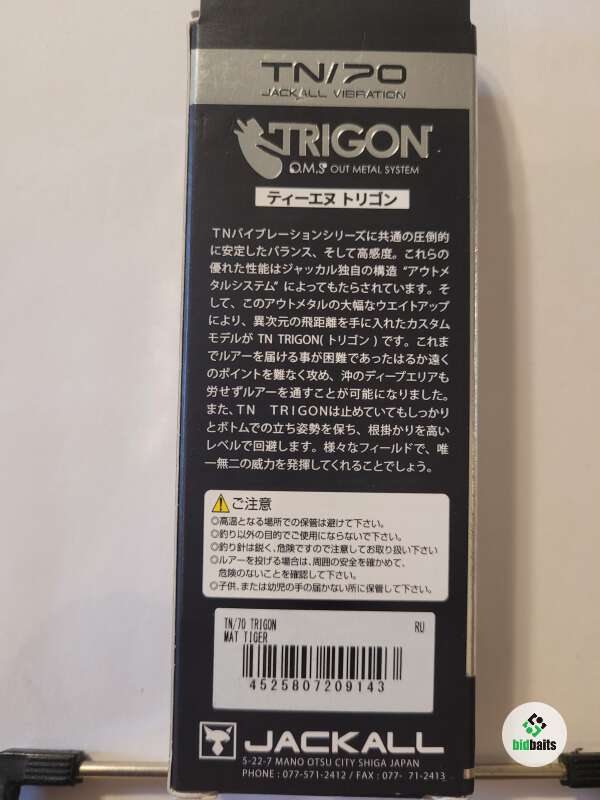 TN/70
JACKALL VIBRATION
TRIGON
O.M.S OUT METAL SYSTEM
ティーエヌ トリゴン
TNバイブレーションシリーズに共通の圧倒的
に安定したバランス、そして高感度。これらの
優れた性能はジャッカル独自の構造 “アウトメ
タルシステム” によってもたらされています。そ
して、このアウトメタルの大幅なウエイトアップ
により、異次元の飛距離を手に入れたカスタム
モデルが TN TRIGON(トリゴン)です。これま
でルアーを届ける事が困難であったはるか遠く
のポイントを難なく攻め、沖のディープエリアも
労せずルアーを通すことが可能になりました。
また、TN TRIGONは止めていてもしっかり
とボトムでの立ち姿勢を保ち、根掛かりを高い
レベルで回避します。様々なフィールドで、唯
一無二の威力を発揮してくれることでしょう。
ご注意
◎高温となる場所での保管は避けて下さい。
◎釣り以外の目的でご使用にならないで下さい。
◎釣り針は鋭く、危険ですので注意してお取り扱い下さい
◎ルアーを投げる場合は、周囲の安全を確かめて、
危険のないことを確認して下さい。
◎子供、または幼児の手の届かない所に保管して下さい。
TN/70 TRIGON RU
MAT TIGER
4525807209143
JACKALL
5-22-7 MANO OTSU CITY SHIGA JAPAN
PHONE : 077-571-2412 / FAX : 077- 71-2413
bidbaits